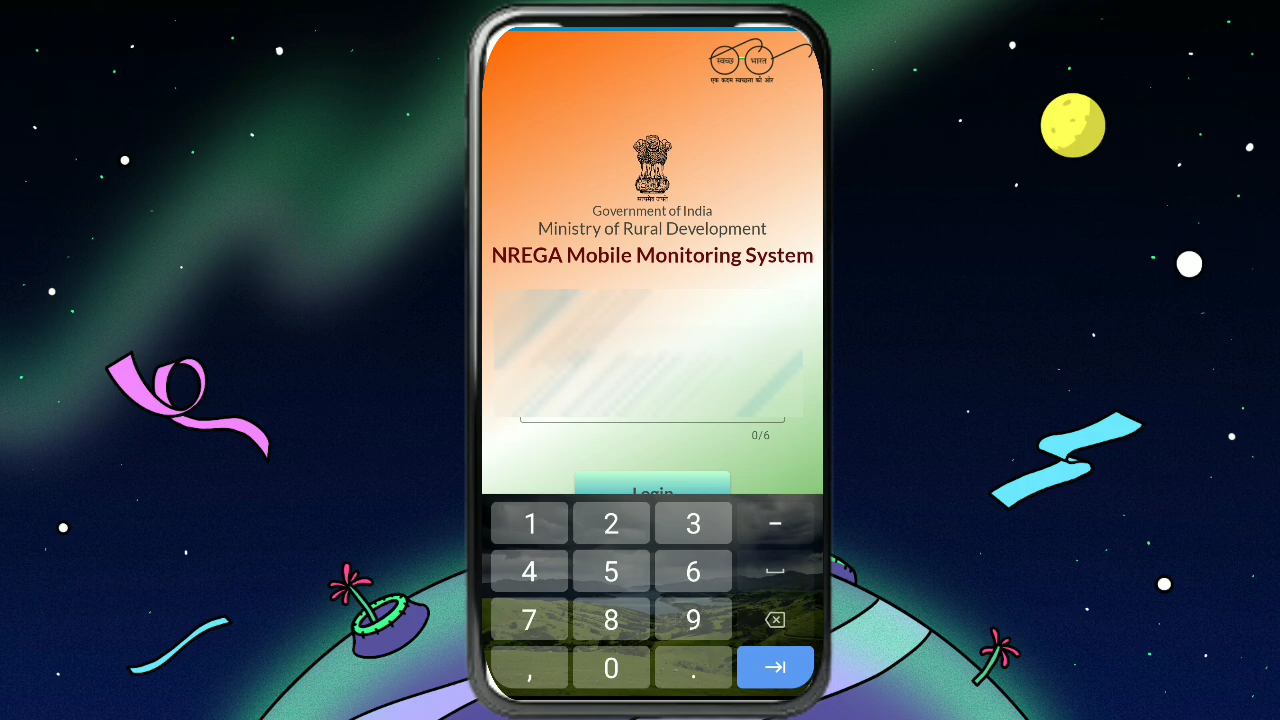 स्वच्छ भारत
एक कदम स्वच्छता की ओर
सत्यमेव जयते
Government of India
Ministry of Rural Development
NREGA Mobile Monitoring System
0/6
Login
1 2 3 -
4 5 6
7 8 9
, 0 .